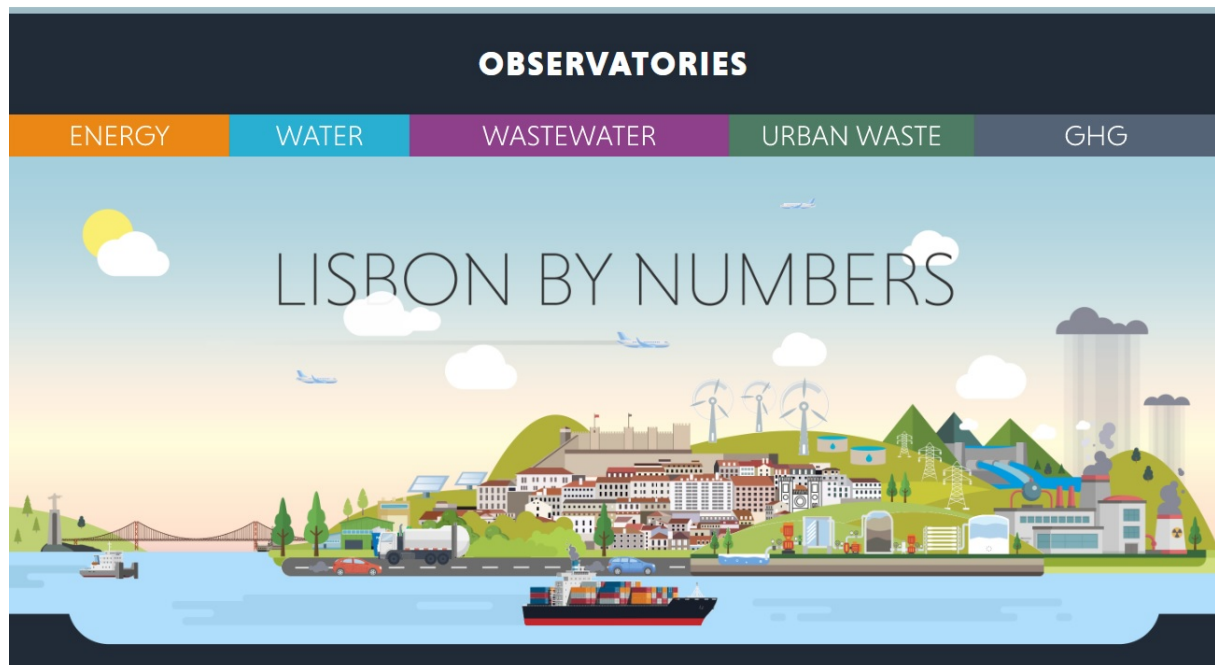 OBSERVATORIES
ENERGY WATER WASTEWATER URBAN WASTE GHG
LISBON BY NUMBERS